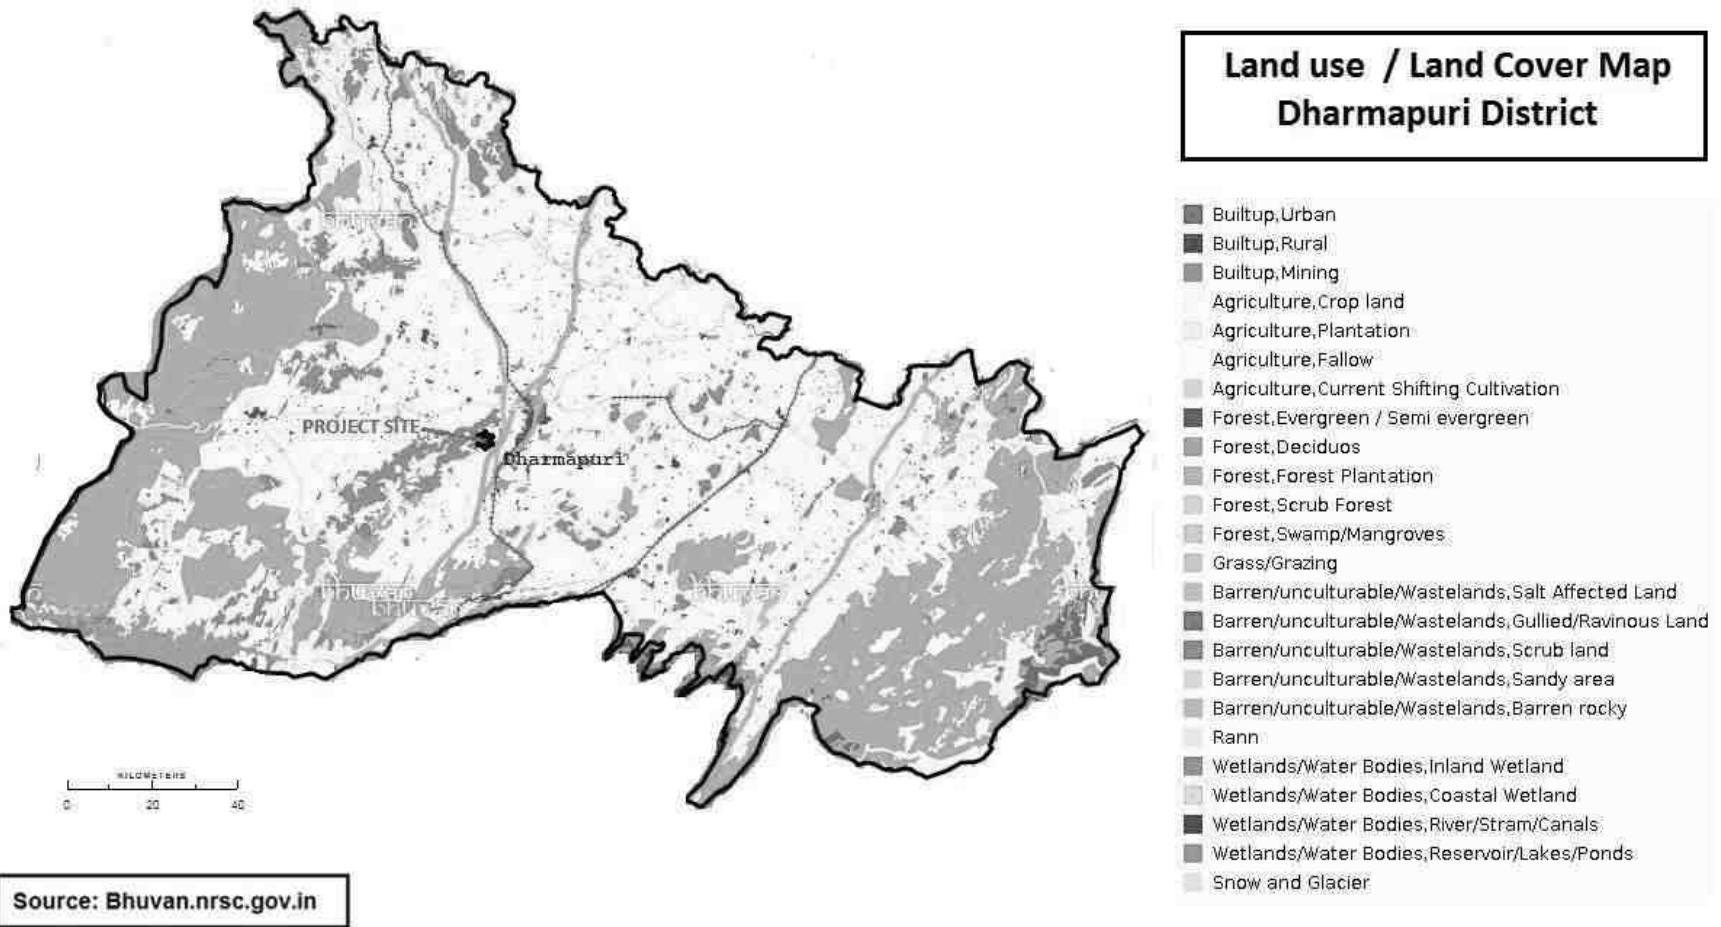 Land use / Land Cover Map
Dharmapuri District
PROJECT SITE
Dharmapuri
Builtup,Urban
Builtup,Rural
Builtup,Mining
Agriculture,Crop land
Agriculture,Plantation
Agriculture,Fallow
Agriculture,Current Shifting Cultivation
Forest,Evergreen / Semi evergreen
Forest,Deciduos
Forest,Forest Plantation
Forest,Scrub Forest
Forest,Swamp/Mangroves
Grass/Grazing
Barren/unculturable/Wastelands,Salt Affected Land
Barren/unculturable/Wastelands,Gullied/Ravinous Land
Barren/unculturable/Wastelands,Scrub land
Barren/unculturable/Wastelands,Sandy area
Barren/unculturable/Wastelands,Barren rocky
Rann
Wetlands/Water Bodies,Inland Wetland
Wetlands/Water Bodies,Coastal Wetland
Wetlands/Water Bodies,River/Stram/Canals
Wetlands/Water Bodies,Reservoir/Lakes/Ponds
Snow and Glacier
KILOMETERS
0 20 40
Source: Bhuvan.nrsc.gov.in